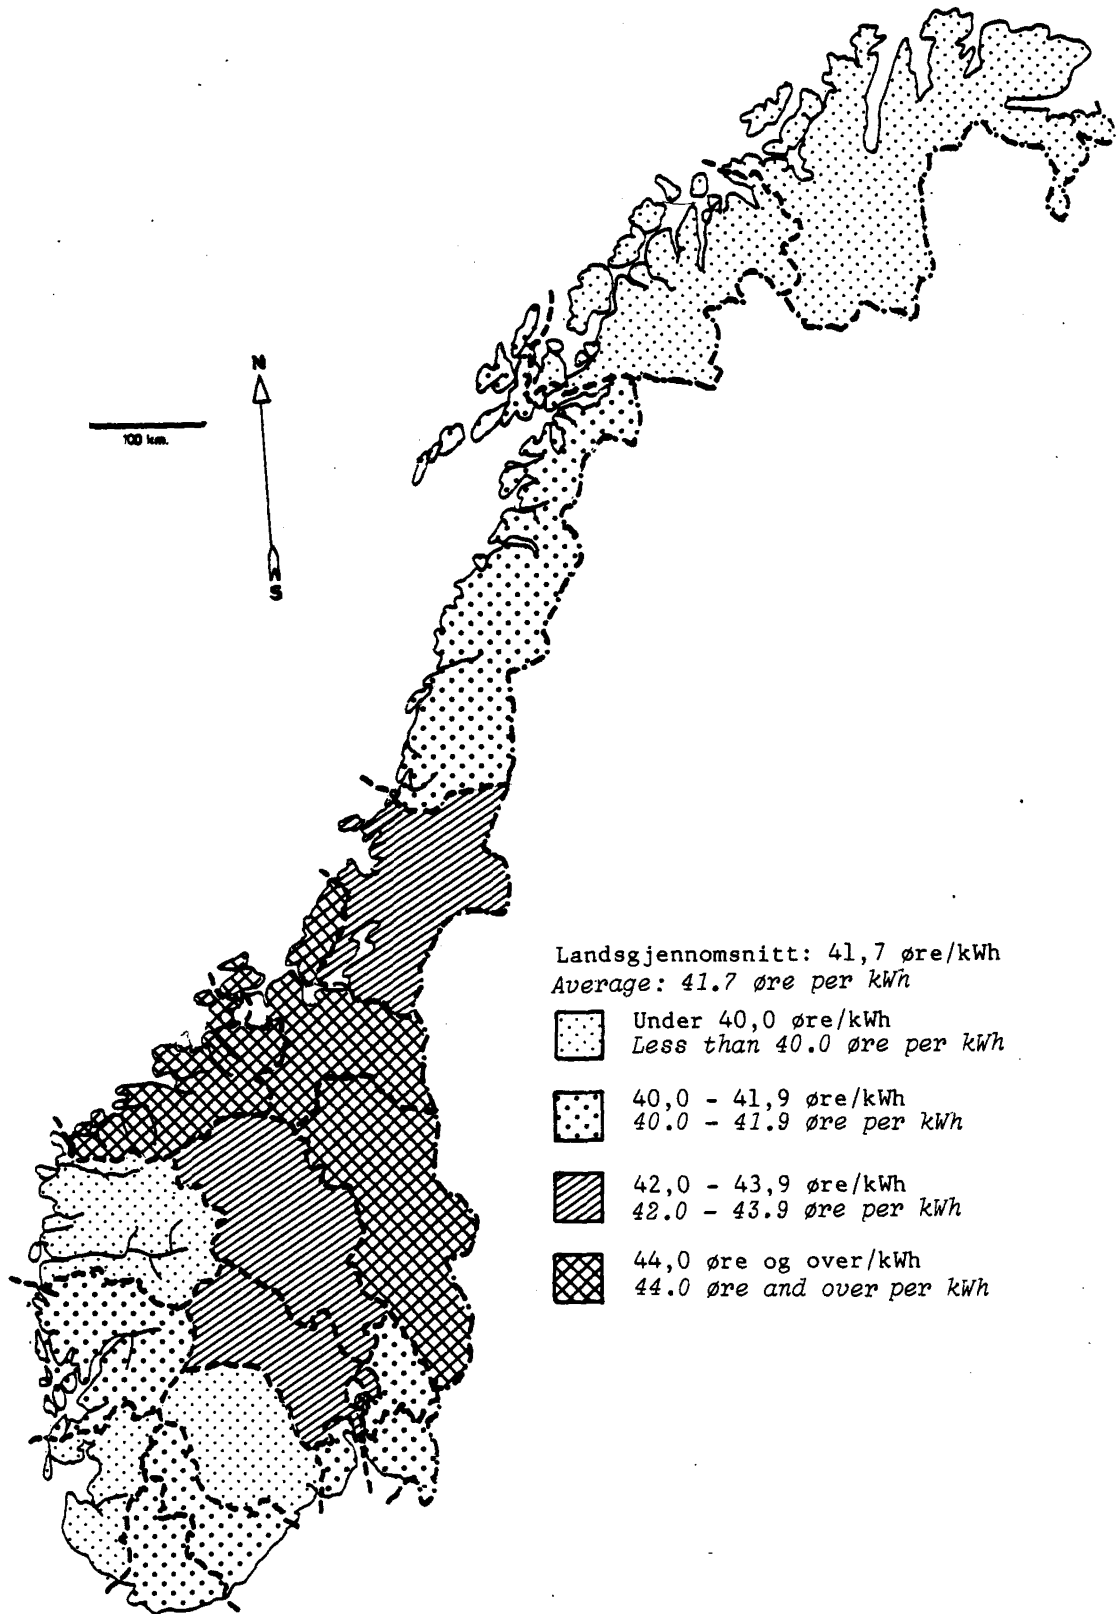 N
100 km.
S
Landsgjennomsnitt: 41,7 øre/kWh
Average: 41.7 øre per kWh
Under 40,0 øre/kWh
Less than 40.0 øre per kWh
40,0 - 41,9 øre/kWh
40.0 - 41.9 øre per kWh
42,0 - 43,9 øre/kWh
42.0 - 43.9 øre per kWh
44,0 øre og over/kWh
44.0 øre and over per kWh